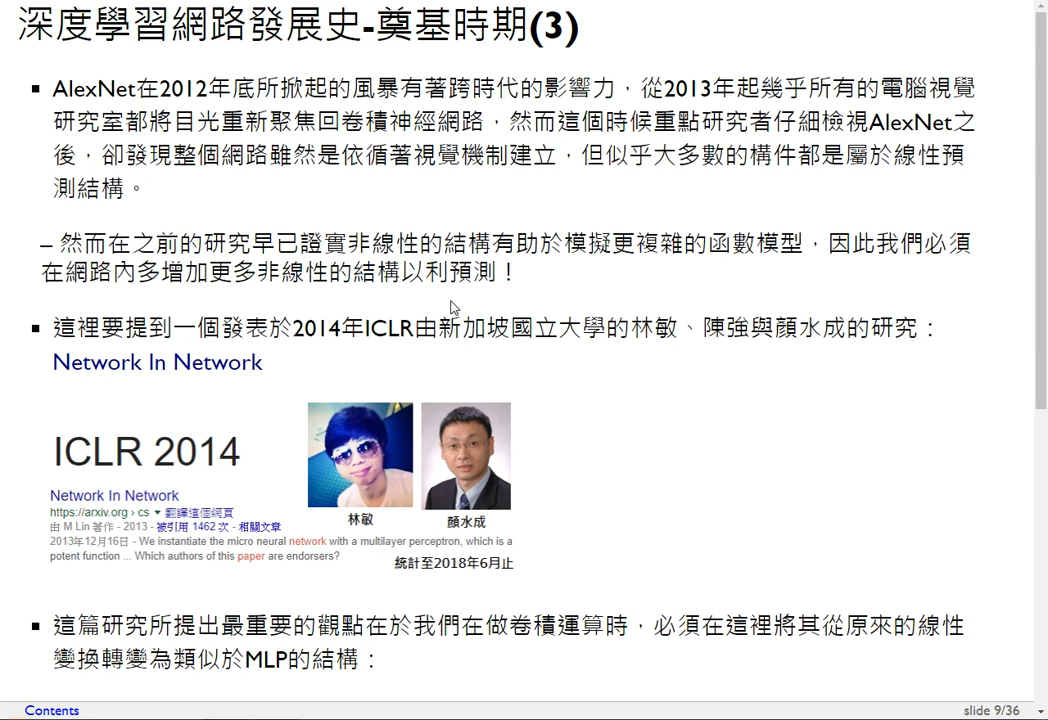 深度學習網路發展史-奠基時期(3)
AlexNet在2012年底所掀起的風暴有著跨時代的影響力，從2013年起幾乎所有的電腦視覺
研究室都將目光重新聚焦回卷積神經網路，然而這個時候重點研究者仔細檢視AlexNet之
後，卻發現整個網路雖然是依循著視覺機制建立，但似乎大多數的構件都是屬於線性預
測結構。
– 然而在之前的研究早已證實非線性的結構有助於模擬更複雜的函數模型，因此我們必須
在網路內多增加更多非線性的結構以利預測！
這裡要提到一個發表於2014年ICLR由新加坡國立大學的林敏、陳強與顏水成的研究：
Network In Network
ICLR 2014
Network In Network
https://arxiv.org › cs ▼ 翻譯這個網頁
由 M Lin 著作 - 2013 - 被引用 1462 次 - 相關文章
2013年12月16日 - We instantiate the micro neural network with a multilayer perceptron, which is a
potent function ... Which authors of this paper are endorsers?
林敏
顏水成
統計至2018年6月止
這篇研究所提出最重要的觀點在於我們在做卷積運算時，必須在這裡將其從原來的線性
變換轉變為類似於MLP的結構：
Contents
slide 9/36